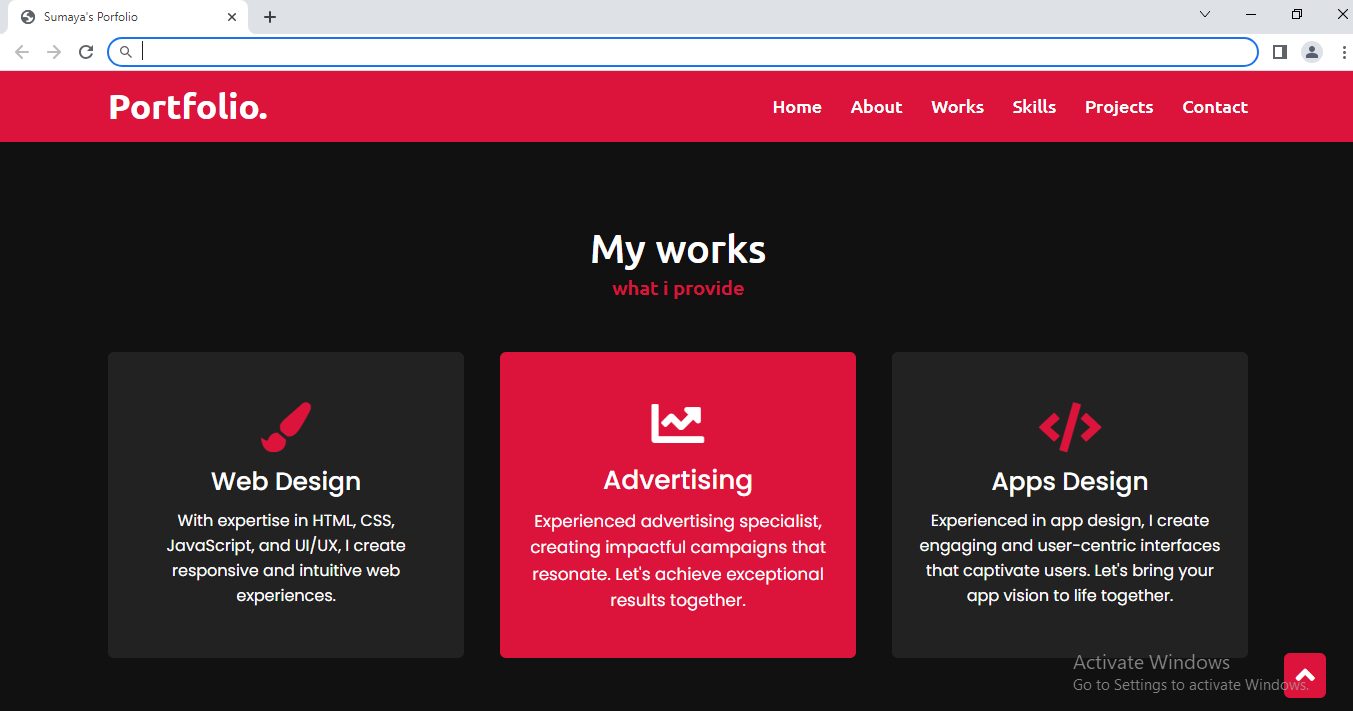 Sumaya's Porfolio
Portfolio.
Home About Works Skills Projects Contact
My works
what i provide
Web Design
With expertise in HTML, CSS,
JavaScript, and UI/UX, I create
responsive and intuitive web
experiences.
Advertising
Experienced advertising specialist,
creating impactful campaigns that
resonate. Let's achieve exceptional
results together.
Apps Design
Experienced in app design, I create
engaging and user-centric interfaces
that captivate users. Let's bring your
app vision to life together.
Activate Windows
Go to Settings to activate Windows.